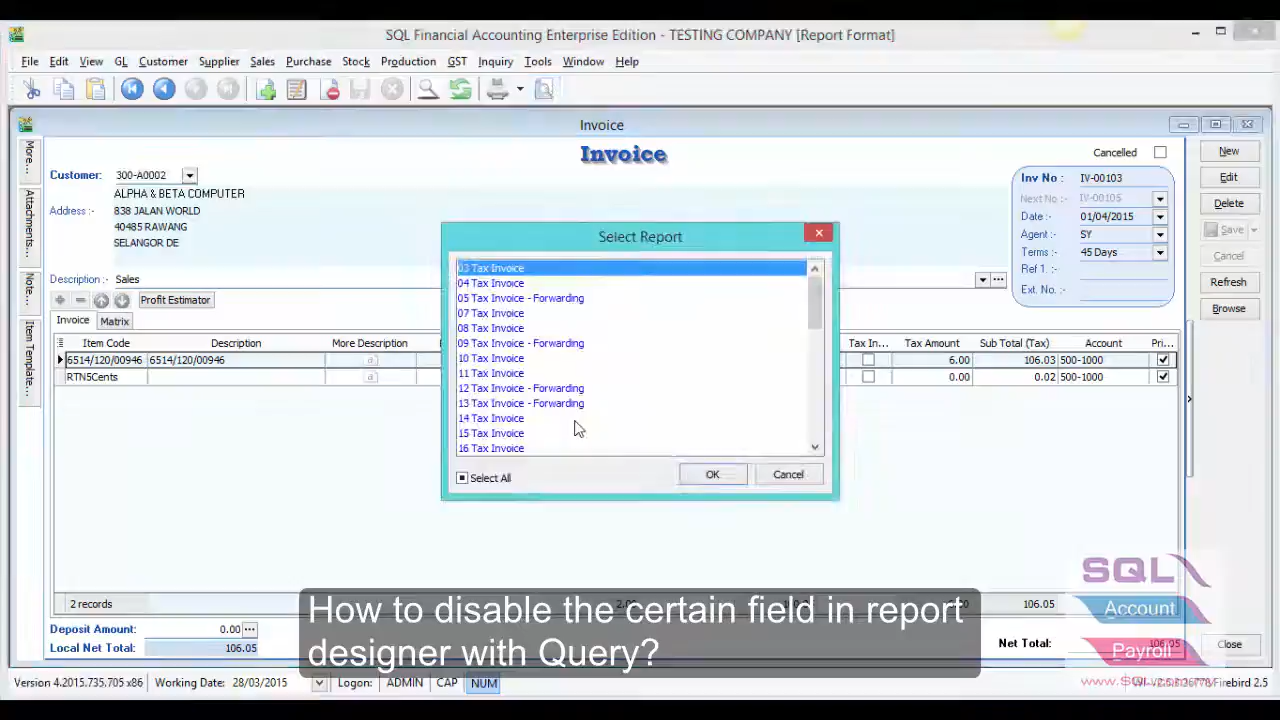 SQL Financial Accounting Enterprise Edition - TESTING COMPANY [Report Format]
File Edit View GL Customer Supplier Sales Purchase Stock Production GST Inquiry Tools Window Help
Invoice
Invoice
Cancelled
New
More...
Customer: 300-A0002
Inv No : IV-00103
Edit
ALPHA & BETA COMPUTER
Next No :- IV-00105
Delete
Attachments...
Address :- 838 JALAN WORLD
Date :- 01/04/2015
40485 RAWANG
Agent :- SY
Save
SELANGOR DE
Terms :- 45 Days
Cancel
Ref 1. :-
Note...
Description :- Sales
Ext. No. :-
Refresh
Profit Estimator
Browse
Item Template...
Invoice Matrix
Item Code Description More Description
Tax In... Tax Amount Sub Total (Tax) Account Pri...
6514/120/00946 6514/120/00946
6.00 106.03 500-1000
RTN5Cents
0.00 0.02 500-1000
Select Report
03 Tax Invoice
04 Tax Invoice
05 Tax Invoice - Forwarding
07 Tax Invoice
08 Tax Invoice
09 Tax Invoice - Forwarding
10 Tax Invoice
11 Tax Invoice
12 Tax Invoice - Forwarding
13 Tax Invoice - Forwarding
14 Tax Invoice
15 Tax Invoice
16 Tax Invoice
Select All OK Cancel
2 records
106.05
Deposit Amount: 0.00
Local Net Total: 106.05
Net Total: 106.05
Close
How to disable the certain field in report
designer with Query?
SQL
Account
Payroll
Version 4.2015.735.705 x86 Working Date: 28/03/2015 Logon: ADMIN CAP NUM
Firebird 2.5